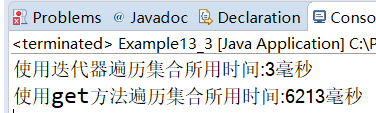 Problems @ Javadoc Declaration Conso
<terminated> Example13_3 [Java Application] C:\P
使用迭代器遍历集合所用时间:3毫秒
使用get方法遍历集合所用时间:6213毫秒